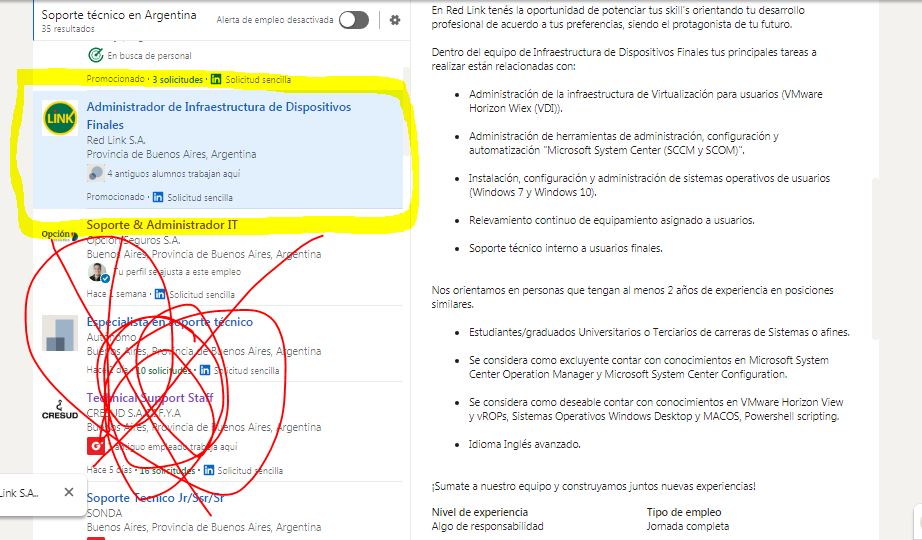 Soporte técnico en Argentina
35 resultados
Alerta de empleo desactivada
En busca de personal
Promocionado · 3 solicitudes · in Solicitud sencilla
LINK
Administrador de Infraestructura de Dispositivos
Finales
Red Link S.A.
Provincia de Buenos Aires, Argentina
4 antiguos alumnos trabajan aquí
Promocionado · in Solicitud sencilla
Opción
Soporte & Administrador IT
Opción Seguros S.A.
Buenos Aires, Provincia de Buenos Aires, Argentina
Tu perfil se ajusta a este empleo
Hace 1 semana · in Solicitud sencilla
Especialista en soporte técnico
Autónomo
Buenos Aires, Provincia de Buenos Aires, Argentina
Hace 1 día · 10 solicitudes · in Solicitud sencilla
CRESUD
Technical Support Staff
CRESUD S.A.C.I.F.Y.A
Buenos Aires, Provincia de Buenos Aires, Argentina
1 antiguo empleado trabaja aquí
Hace 5 días · 16 solicitudes · in Solicitud sencilla
Link S.A..
Soporte Tecnico Jr/Ssr/Sr
SONDA
Buenos Aires, Provincia de Buenos Aires, Argentina
En Red Link tenés la oportunidad de potenciar tus skill's orientando tu desarrollo
profesional de acuerdo a tus preferencias, siendo el protagonista de tu futuro.
Dentro del equipo de Infraestructura de Dispositivos Finales tus principales tareas a
realizar están relacionadas con:
• Administración de la infraestructura de Virtualización para usuarios (VMware
Horizon Wiex (VDI)).
• Administración de herramientas de administración, configuración y
automatización "Microsoft System Center (SCCM y SCOM)".
• Instalación, configuración y administración de sistemas operativos de usuarios
(Windows 7 y Windows 10).
• Relevamiento continuo de equipamiento asignado a usuarios.
• Soporte técnico interno a usuarios finales.
Nos orientamos en personas que tengan al menos 2 años de experiencia en posiciones
similares.
• Estudiantes/graduados Universitarios o Terciarios de carreras de Sistemas o afines.
• Se considera como excluyente contar con conocimientos en Microsoft System
Center Operation Manager y Microsoft System Center Configuration.
• Se considera como deseable contar con conocimientos en VMware Horizon View
y vROPs, Sistemas Operativos Windows Desktop y MACOS, Powershell scripting.
• Idioma Inglés avanzado.
¡Sumate a nuestro equipo y construyamos juntos nuevas experiencias!
Nivel de experiencia
Algo de responsabilidad
Tipo de empleo
Jornada completa